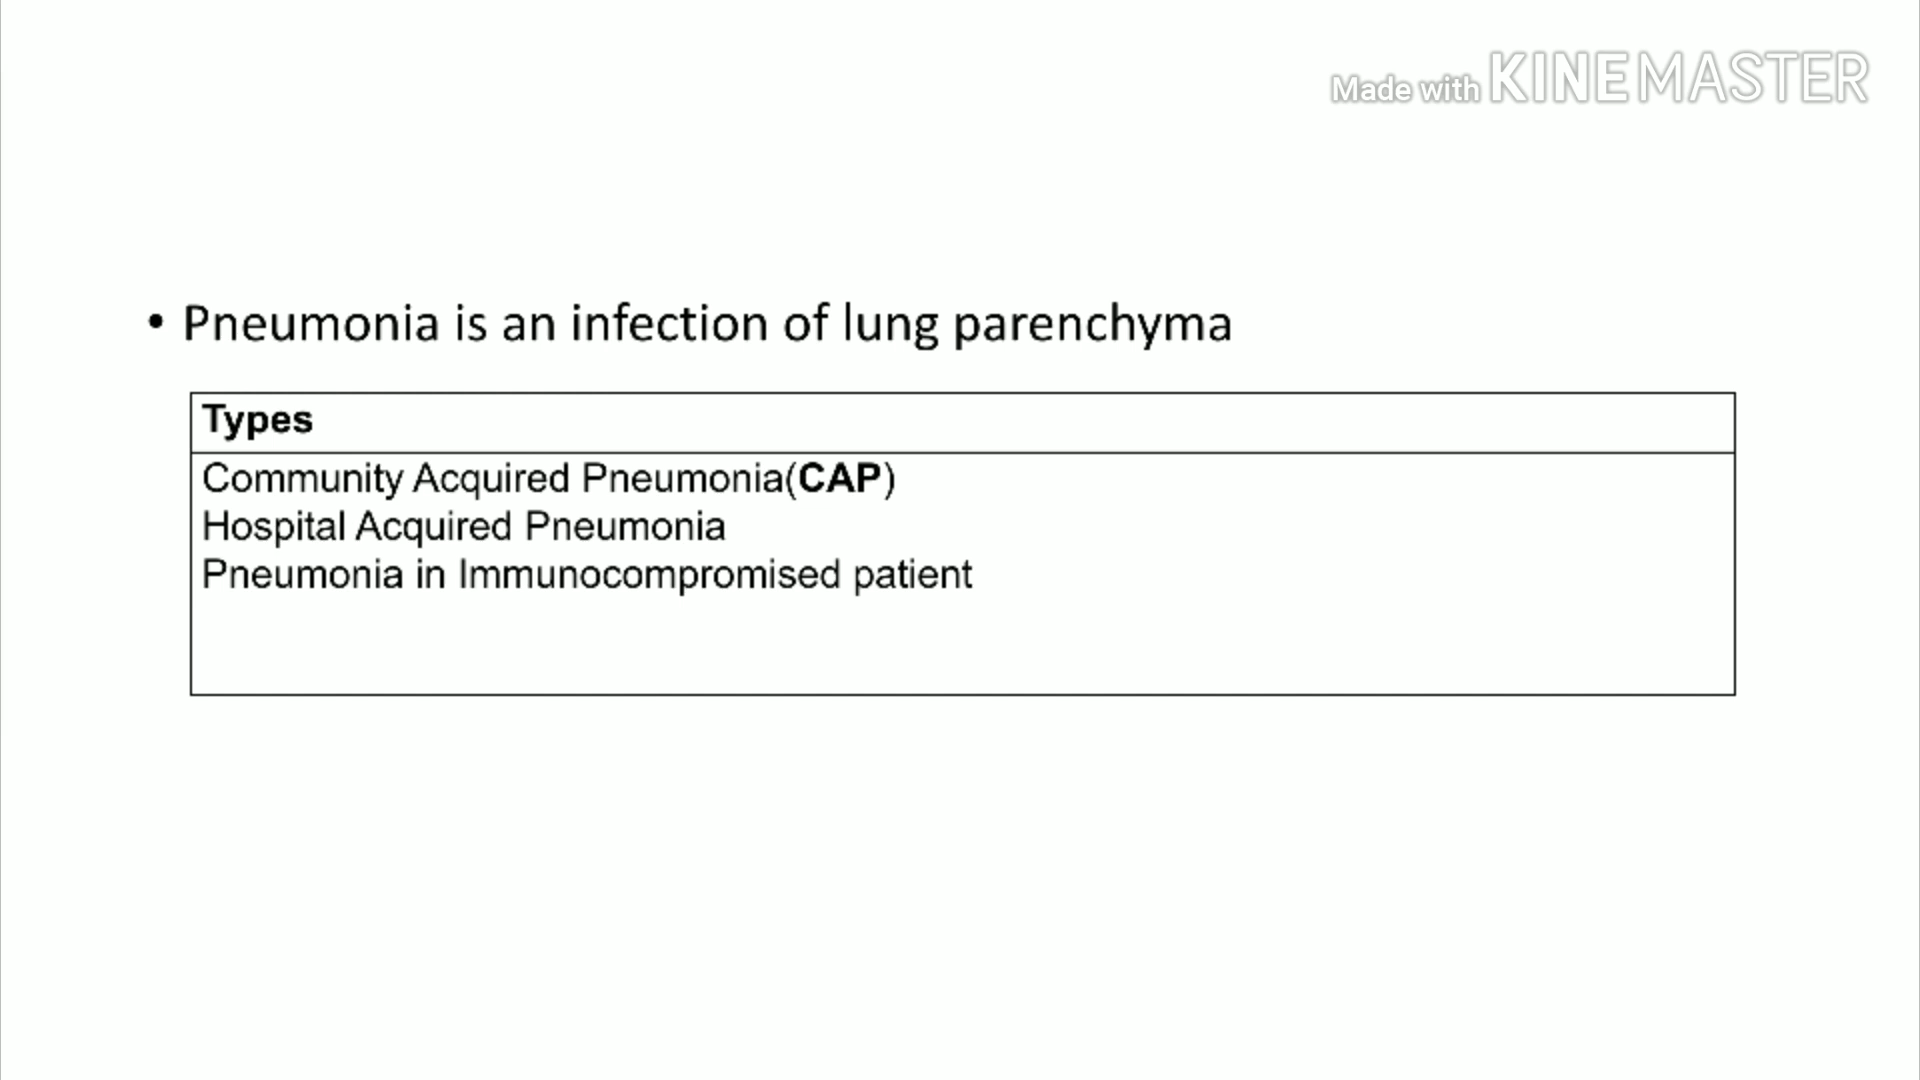 Made with KINEMASTER
• Pneumonia is an infection of lung parenchyma
Types
Community Acquired Pneumonia(CAP)
Hospital Acquired Pneumonia
Pneumonia in Immunocompromised patient